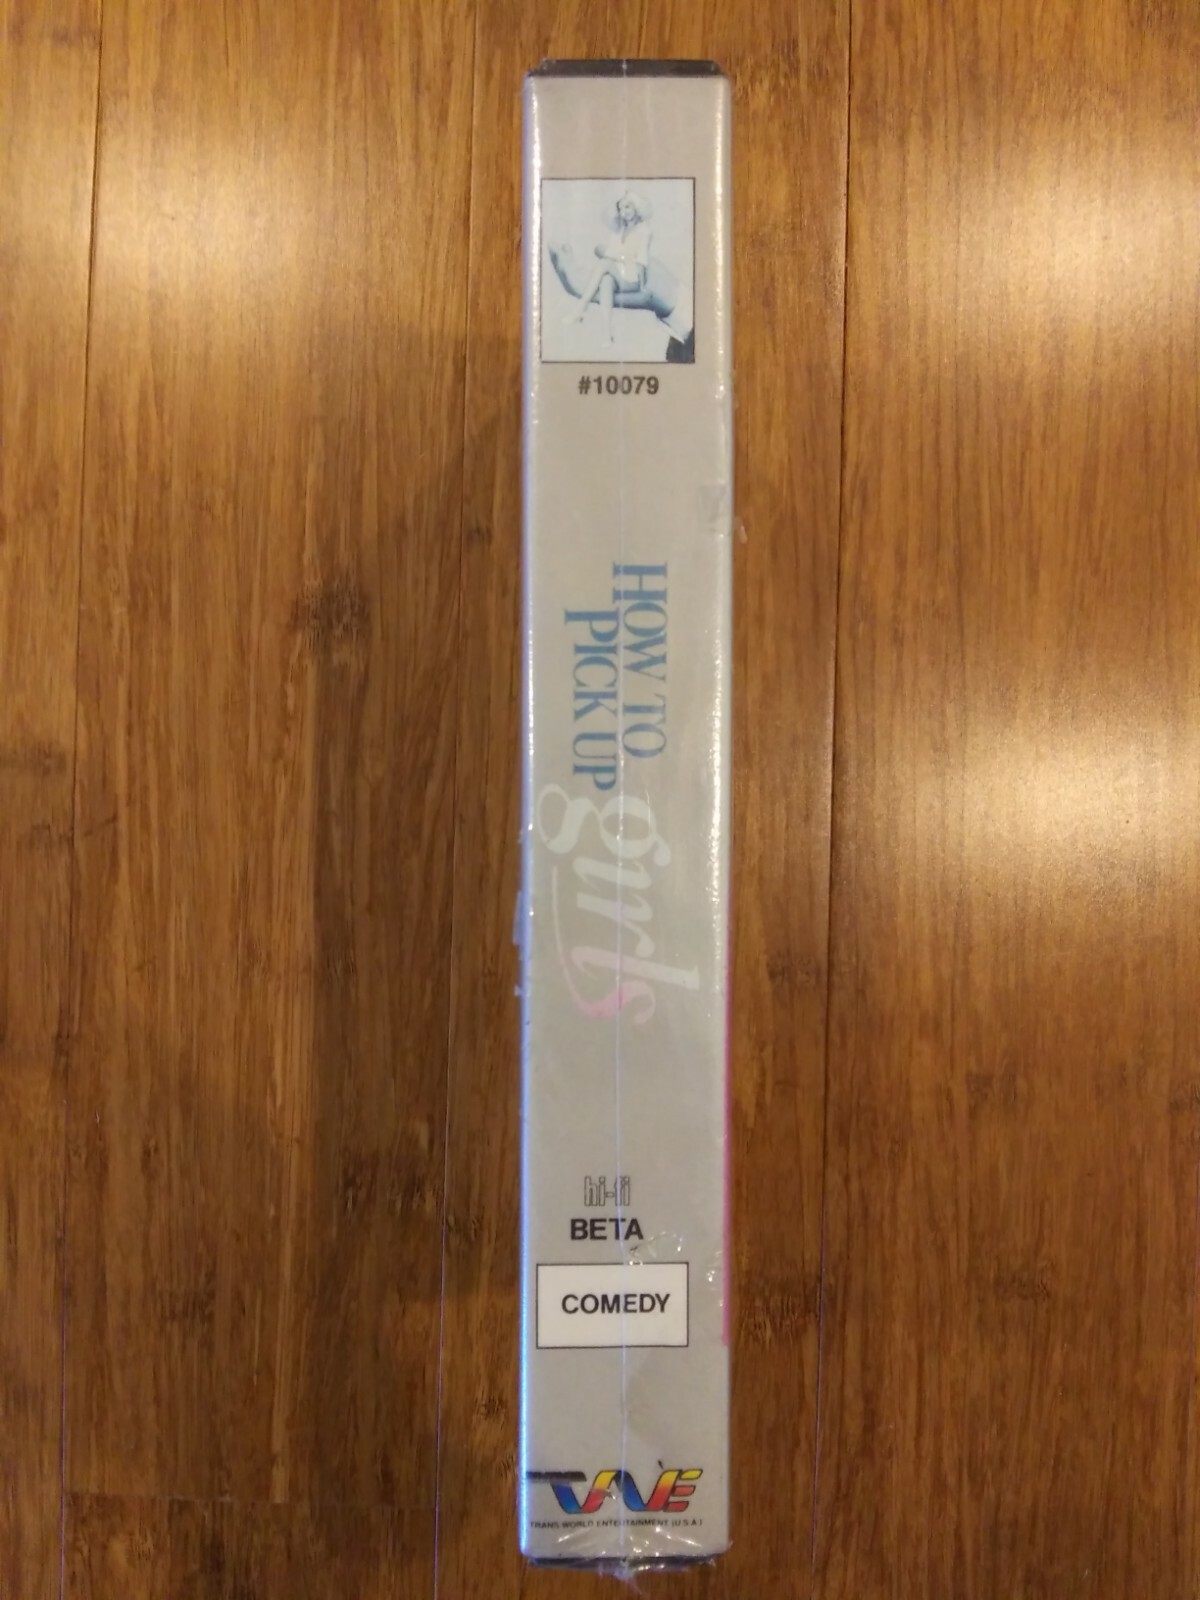 #10079
HOW TO
PICK UP
girls
hi-fi
BETA
COMEDY
TWE
TRANS WORLD ENTERTAINMENT (U.S.A.)